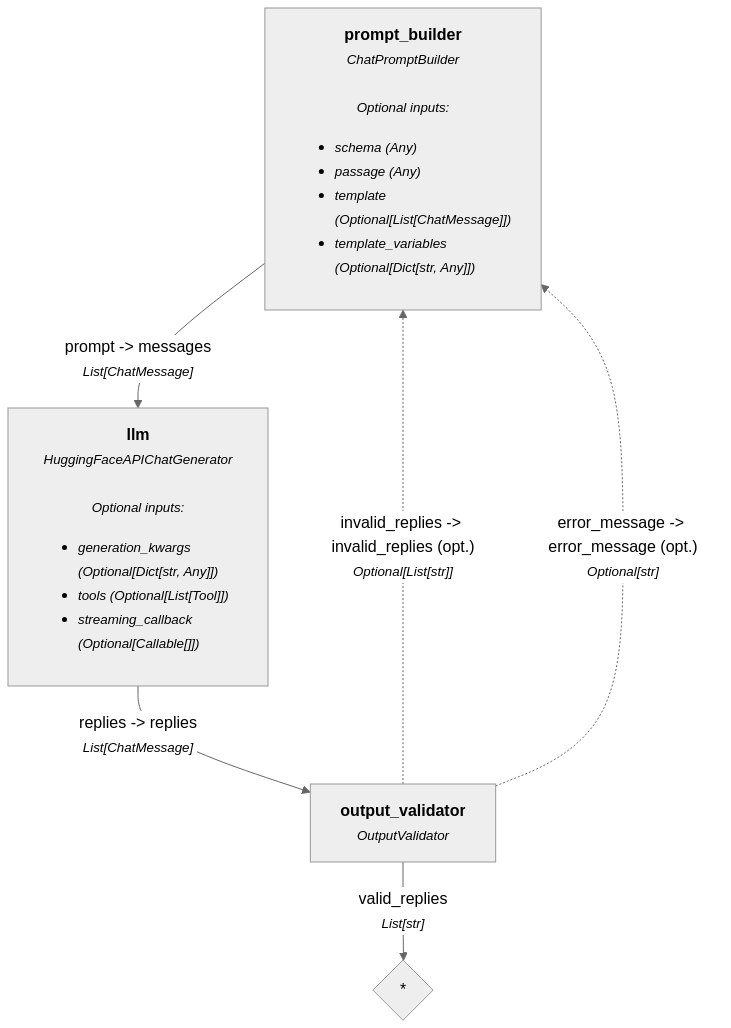 prompt_builder
ChatPromptBuilder
Optional inputs:
schema (Any)
passage (Any)
template
(Optional[List[ChatMessage]])
template_variables
(Optional[Dict[str, Any]])
prompt -> messages
List[ChatMessage]
llm
HuggingFaceAPIChatGenerator
Optional inputs:
generation_kwargs
(Optional[Dict[str, Any]])
tools (Optional[List[Tool]])
streaming_callback
(Optional[Callable[]])
invalid_replies ->
invalid_replies (opt.)
Optional[List[str]]
error_message ->
error_message (opt.)
Optional[str]
replies -> replies
List[ChatMessage]
output_validator
OutputValidator
valid_replies
List[str]
*